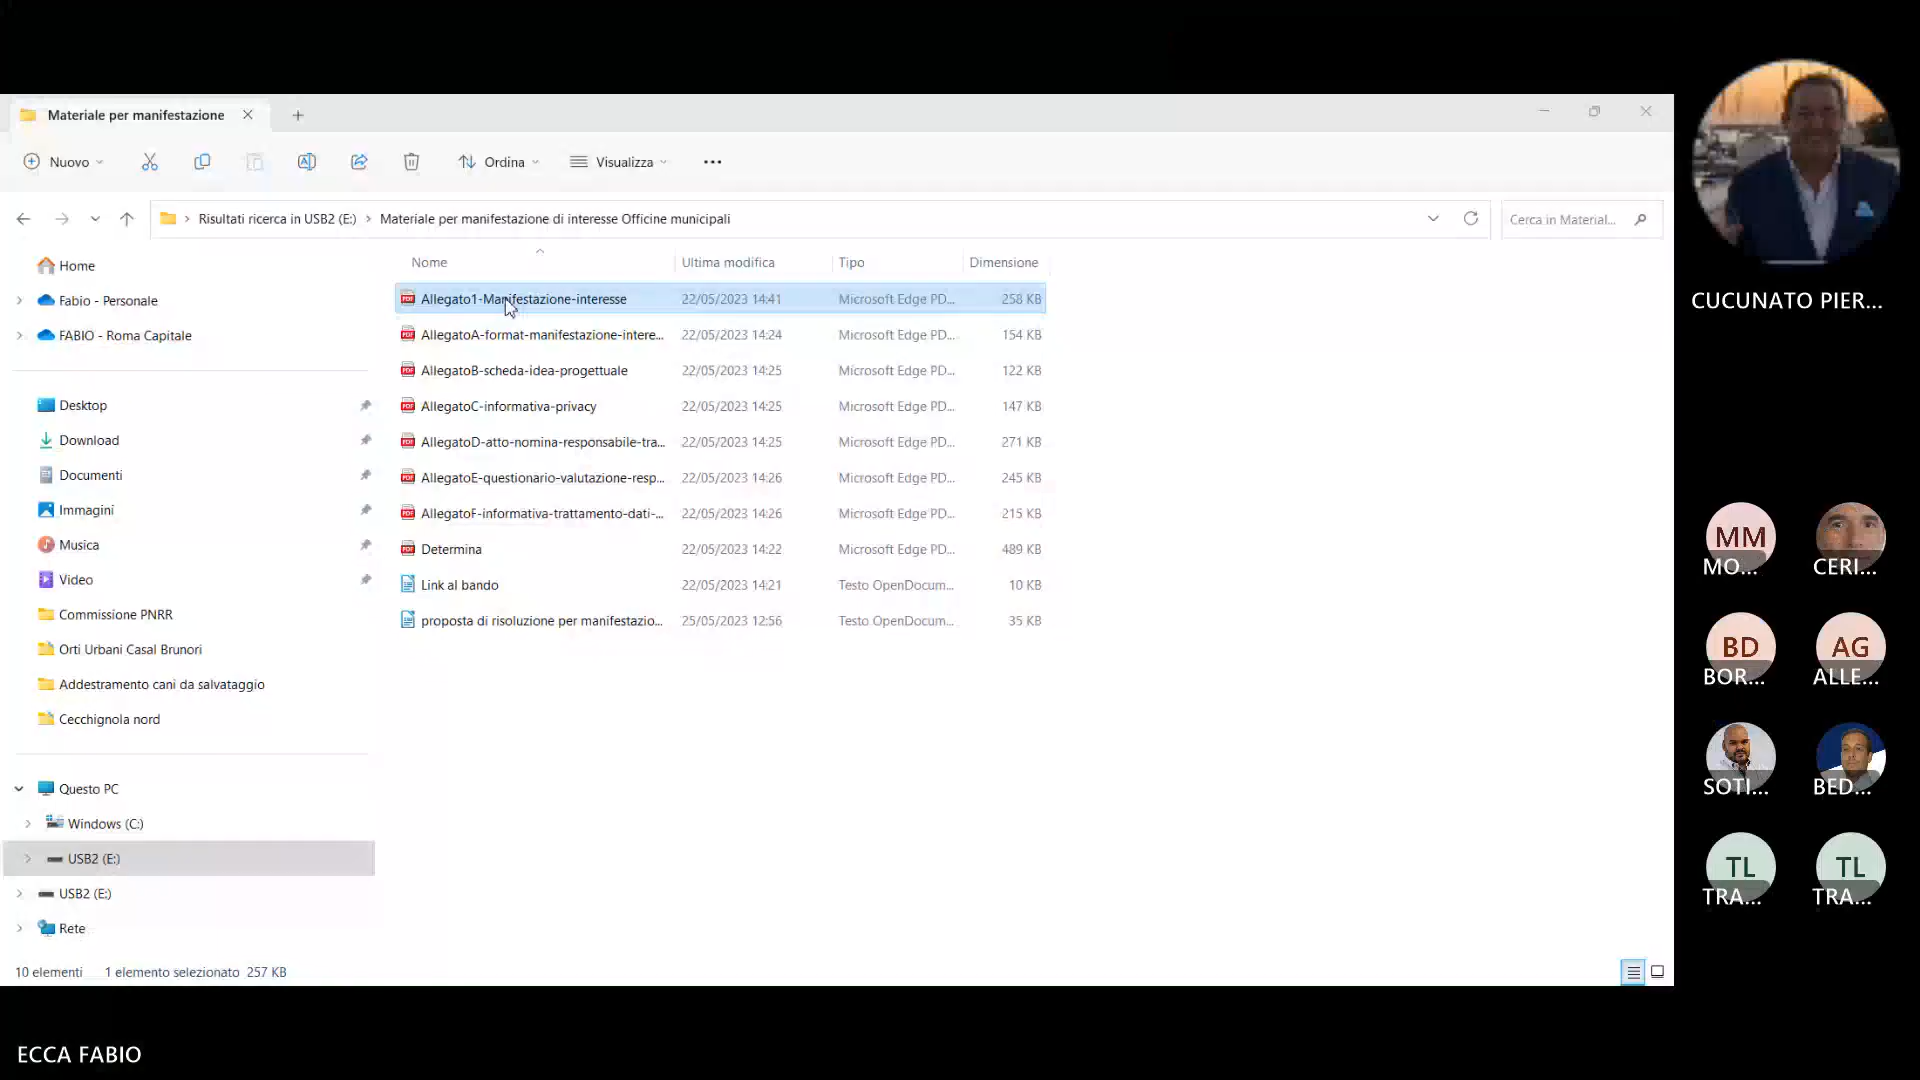 Materiale per manifestazione
Nuovo
Ordina
Visualizza
Risultati ricerca in USB2 (E:) > Materiale per manifestazione di interesse Officine municipali
Cerca in Material...
CUCUNATO PIER...
Home
Fabio - Personale
FABIO - Roma Capitale
Desktop
Download
Documenti
Immagini
Musica
Video
Commissione PNRR
Orti Urbani Casal Brunori
Addestramento cani da salvataggio
Cecchignola nord
Questo PC
Windows (C:)
USB2 (E:)
USB2 (E:)
Rete
Nome Ultima modifica Tipo Dimensione
Allegato1-Manifestazione-interesse 22/05/2023 14:41 Microsoft Edge PD... 258 KB
AllegatoA-format-manifestazione-intere... 22/05/2023 14:24 Microsoft Edge PD... 154 KB
AllegatoB-scheda-idea-progettuale 22/05/2023 14:25 Microsoft Edge PD... 122 KB
AllegatoC-informativa-privacy 22/05/2023 14:25 Microsoft Edge PD... 147 KB
AllegatoD-atto-nomina-responsabile-tra... 22/05/2023 14:25 Microsoft Edge PD... 271 KB
AllegatoE-questionario-valutazione-resp... 22/05/2023 14:26 Microsoft Edge PD... 245 KB
AllegatoF-informativa-trattamento-dati-... 22/05/2023 14:26 Microsoft Edge PD... 215 KB
Determina 22/05/2023 14:22 Microsoft Edge PD... 489 KB
Link al bando 22/05/2023 14:21 Testo OpenDocum... 10 KB
proposta di risoluzione per manifestazio... 25/05/2023 12:56 Testo OpenDocum... 35 KB
10 elementi 1 elemento selezionato 257 KB
MM
MO...
CERI...
BD
BOR...
AG
ALLE...
SOTI...
BED...
TL
TRA...
TL
TRA...
ECCA FABIO